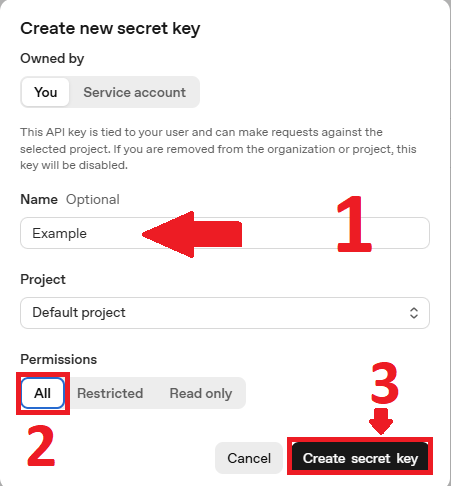 Create new secret key
Owned by
You Service account
This API key is tied to your user and can make requests against the
selected project. If you are removed from the organization or project, this
key will be disabled.
Name Optional
Example
1
Project
Default project
Permissions
All Restricted Read only
3
2
Cancel Create secret key